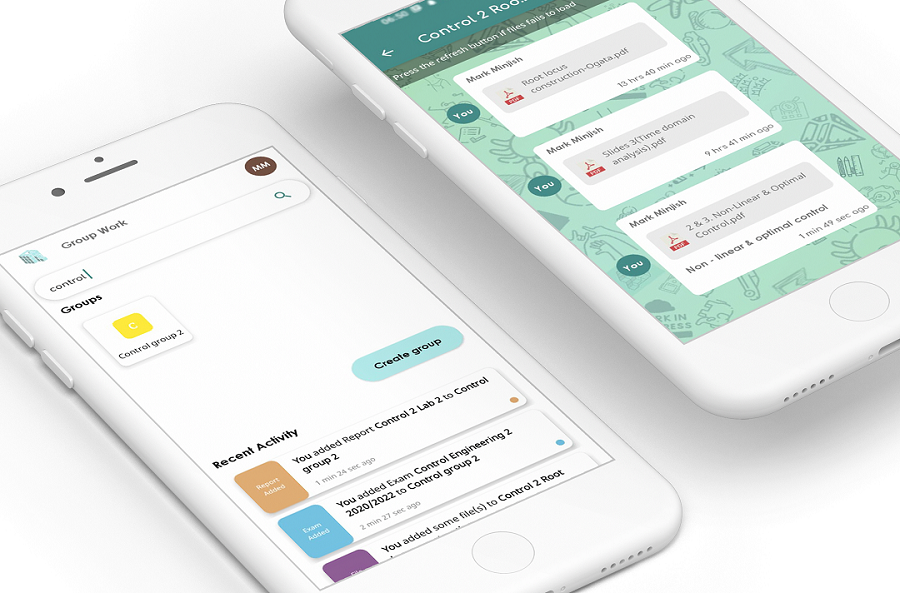 MM
Group Work
control
Groups
C
Control group 2
Create group
Recent Activity
Report
Added
You added Report Control 2 Lab 2 to Control
group 2
1 min 24 sec ago
Exam
Added
You added Exam Control Engineering 2
2020/2022 to Control group 2
2 min 27 sec ago
File
You added some file(s) to Control 2 Root
Control 2 Roo...
Press the refresh button if files fails to load
Mark Minjish
Root locus
construction-Ogata.pdf
PDF
13 hrs 40 min ago
You
Mark Minjish
Slides 3(Time domain
analysis).pdf
PDF
9 hrs 41 min ago
You
Mark Minjish
2 & 3. Non-Linear & Optimal
Control.pdf
PDF
Non - linear & optimal control
1 min 49 sec ago
You